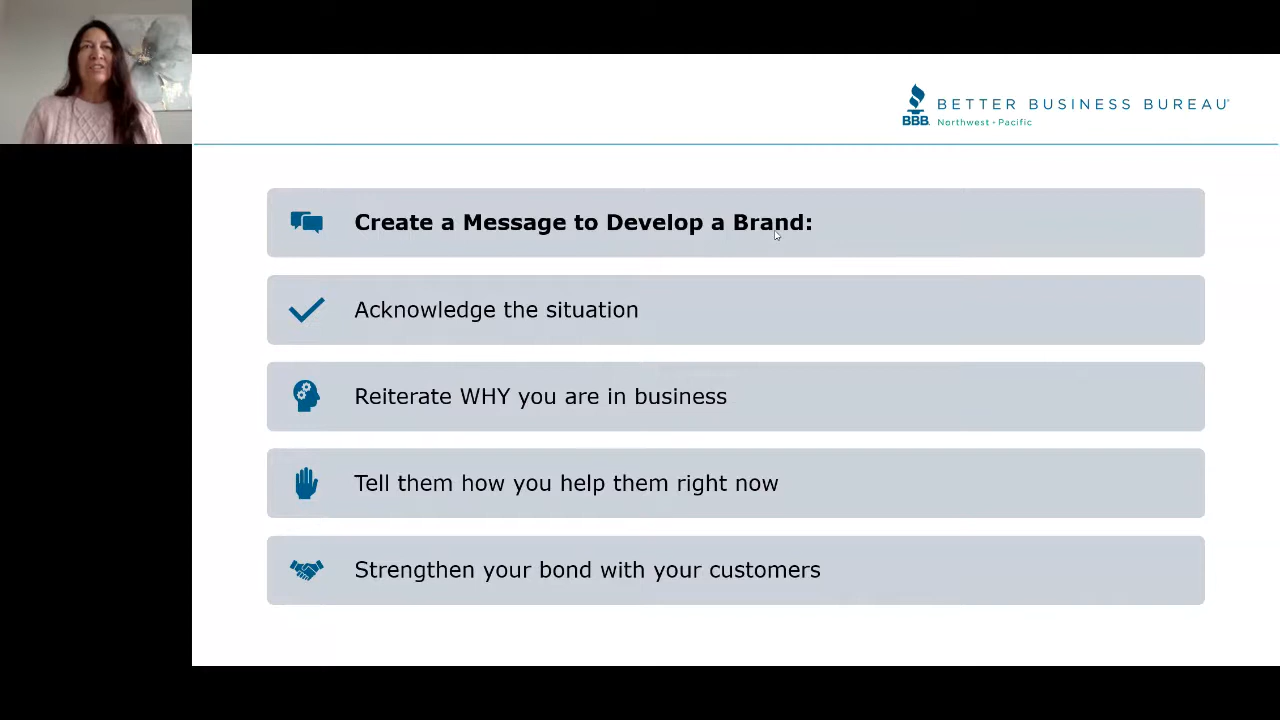 BETTER BUSINESS BUREAU®
BBB.
Northwest + Pacific
Create a Message to Develop a Brand:
Acknowledge the situation
Reiterate WHY you are in business
Tell them how you help them right now
Strengthen your bond with your customers